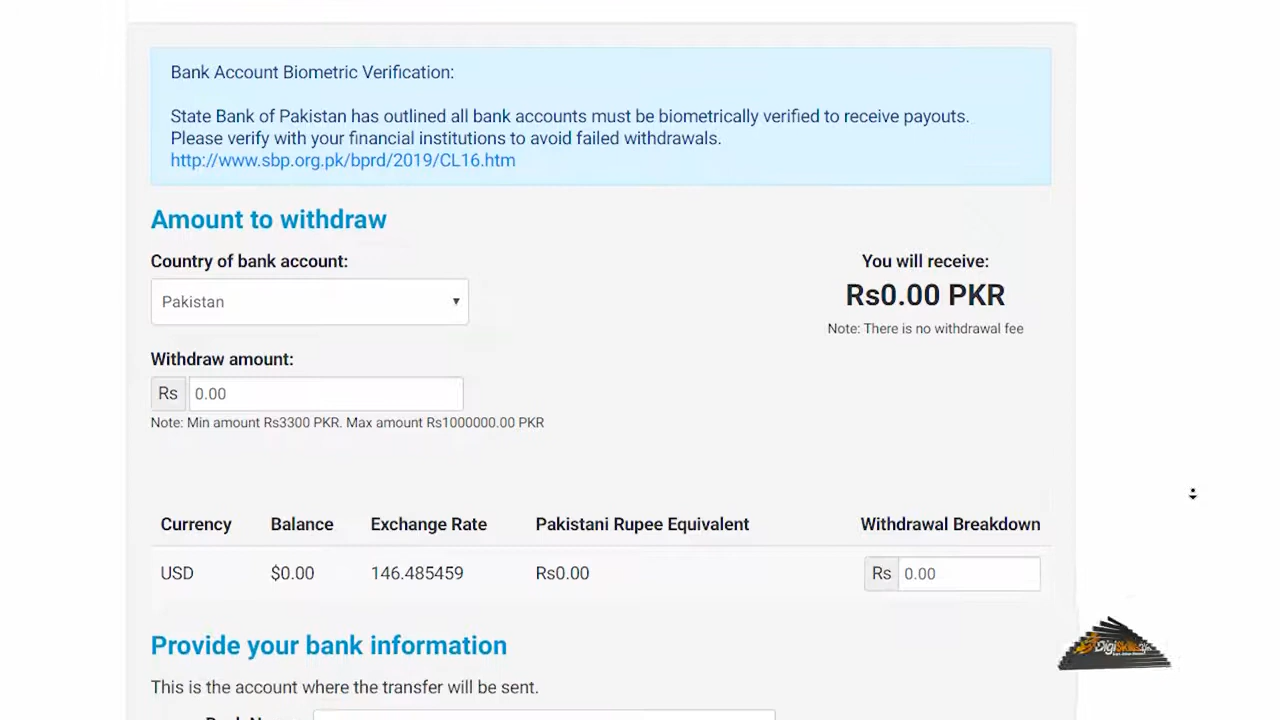 Bank Account Biometric Verification:
State Bank of Pakistan has outlined all bank accounts must be biometrically verified to receive payouts.
Please verify with your financial institutions to avoid failed withdrawals.
http://www.sbp.org.pk/bprd/2019/CL16.htm
Amount to withdraw
Country of bank account:
Pakistan
You will receive:
Rs0.00 PKR
Note: There is no withdrawal fee
Withdraw amount:
Rs 0.00
Note: Min amount Rs3300 PKR. Max amount Rs1000000.00 PKR
Currency Balance Exchange Rate Pakistani Rupee Equivalent Withdrawal Breakdown
USD $0.00 146.485459 Rs0.00 Rs 0.00
Provide your bank information
This is the account where the transfer will be sent.